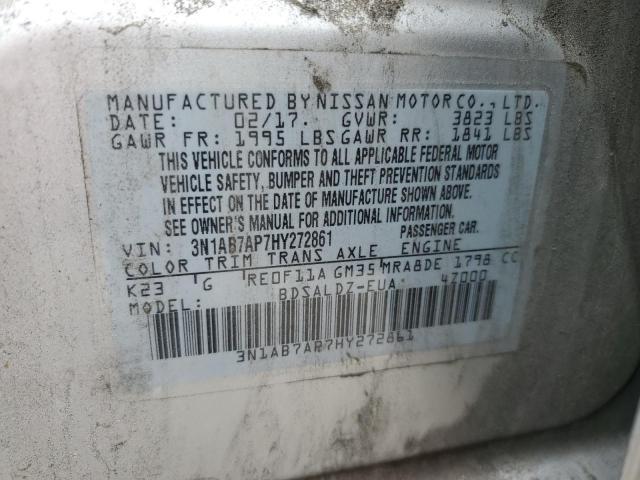 MANUFACTURED BY NISSAN MOTOR CO., LTD.
DATE: 02/17. GVWR: 3823 LBS
GAWR FR: 1995 LBS GAWR RR: 1841 LBS
THIS VEHICLE CONFORMS TO ALL APPLICABLE FEDERAL MOTOR
VEHICLE SAFETY, BUMPER AND THEFT PREVENTION STANDARDS
IN EFFECT ON THE DATE OF MANUFACTURE SHOWN ABOVE.
SEE OWNER'S MANUAL FOR ADDITIONAL INFORMATION.
VIN: 3N1AB7AP7HY272861 PASSENGER CAR.
COLOR TRIM TRANS AXLE ENGINE
K23 G RE0F11A GM35 MRA8DE 1798 CC
MODEL: BDSALDZ-EUA 4Z000
3N1AB7AP7HY272861